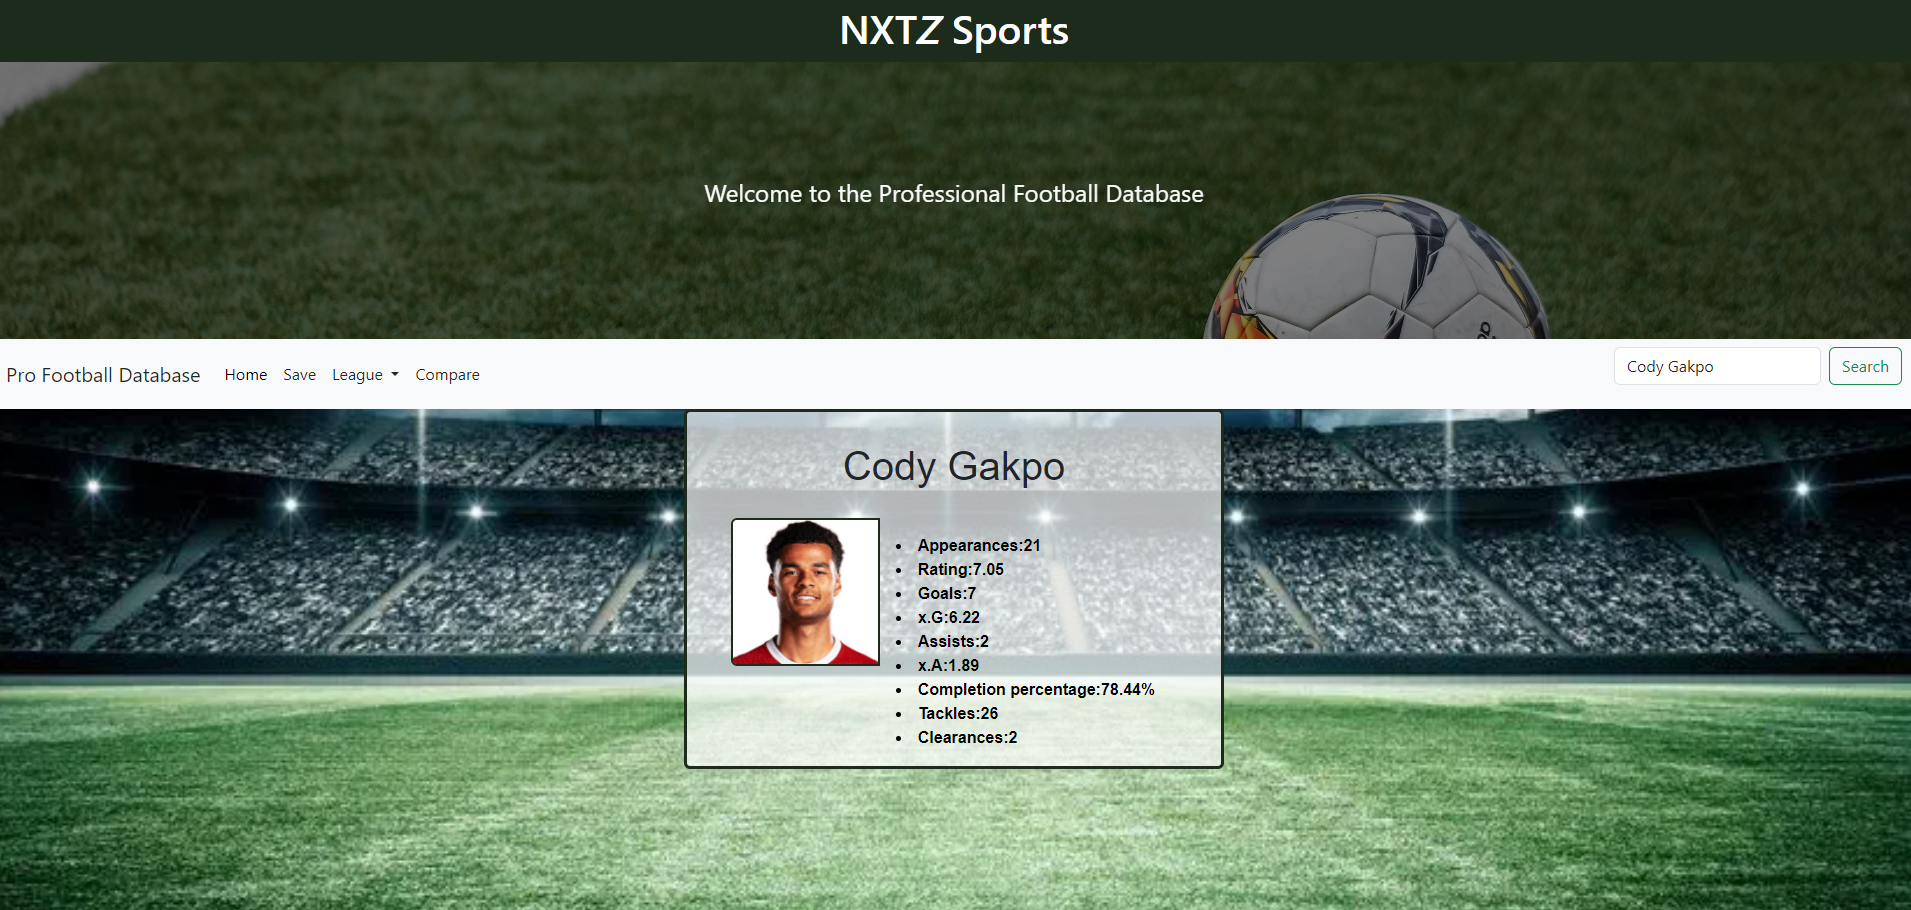 NXTZ Sports
Welcome to the Professional Football Database
Pro Football Database Home Save League Compare Cody Gakpo Search
Cody Gakpo
Appearances:21
Rating:7.05
Goals:7
x.G:6.22
Assists:2
x.A:1.89
Completion percentage:78.44%
Tackles:26
Clearances:2